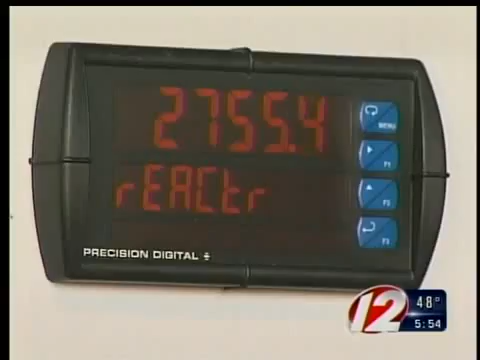 2755.4
rEACtr
MENU
F1
F2
F3
PRECISION DIGITAL
12
48°
5:54